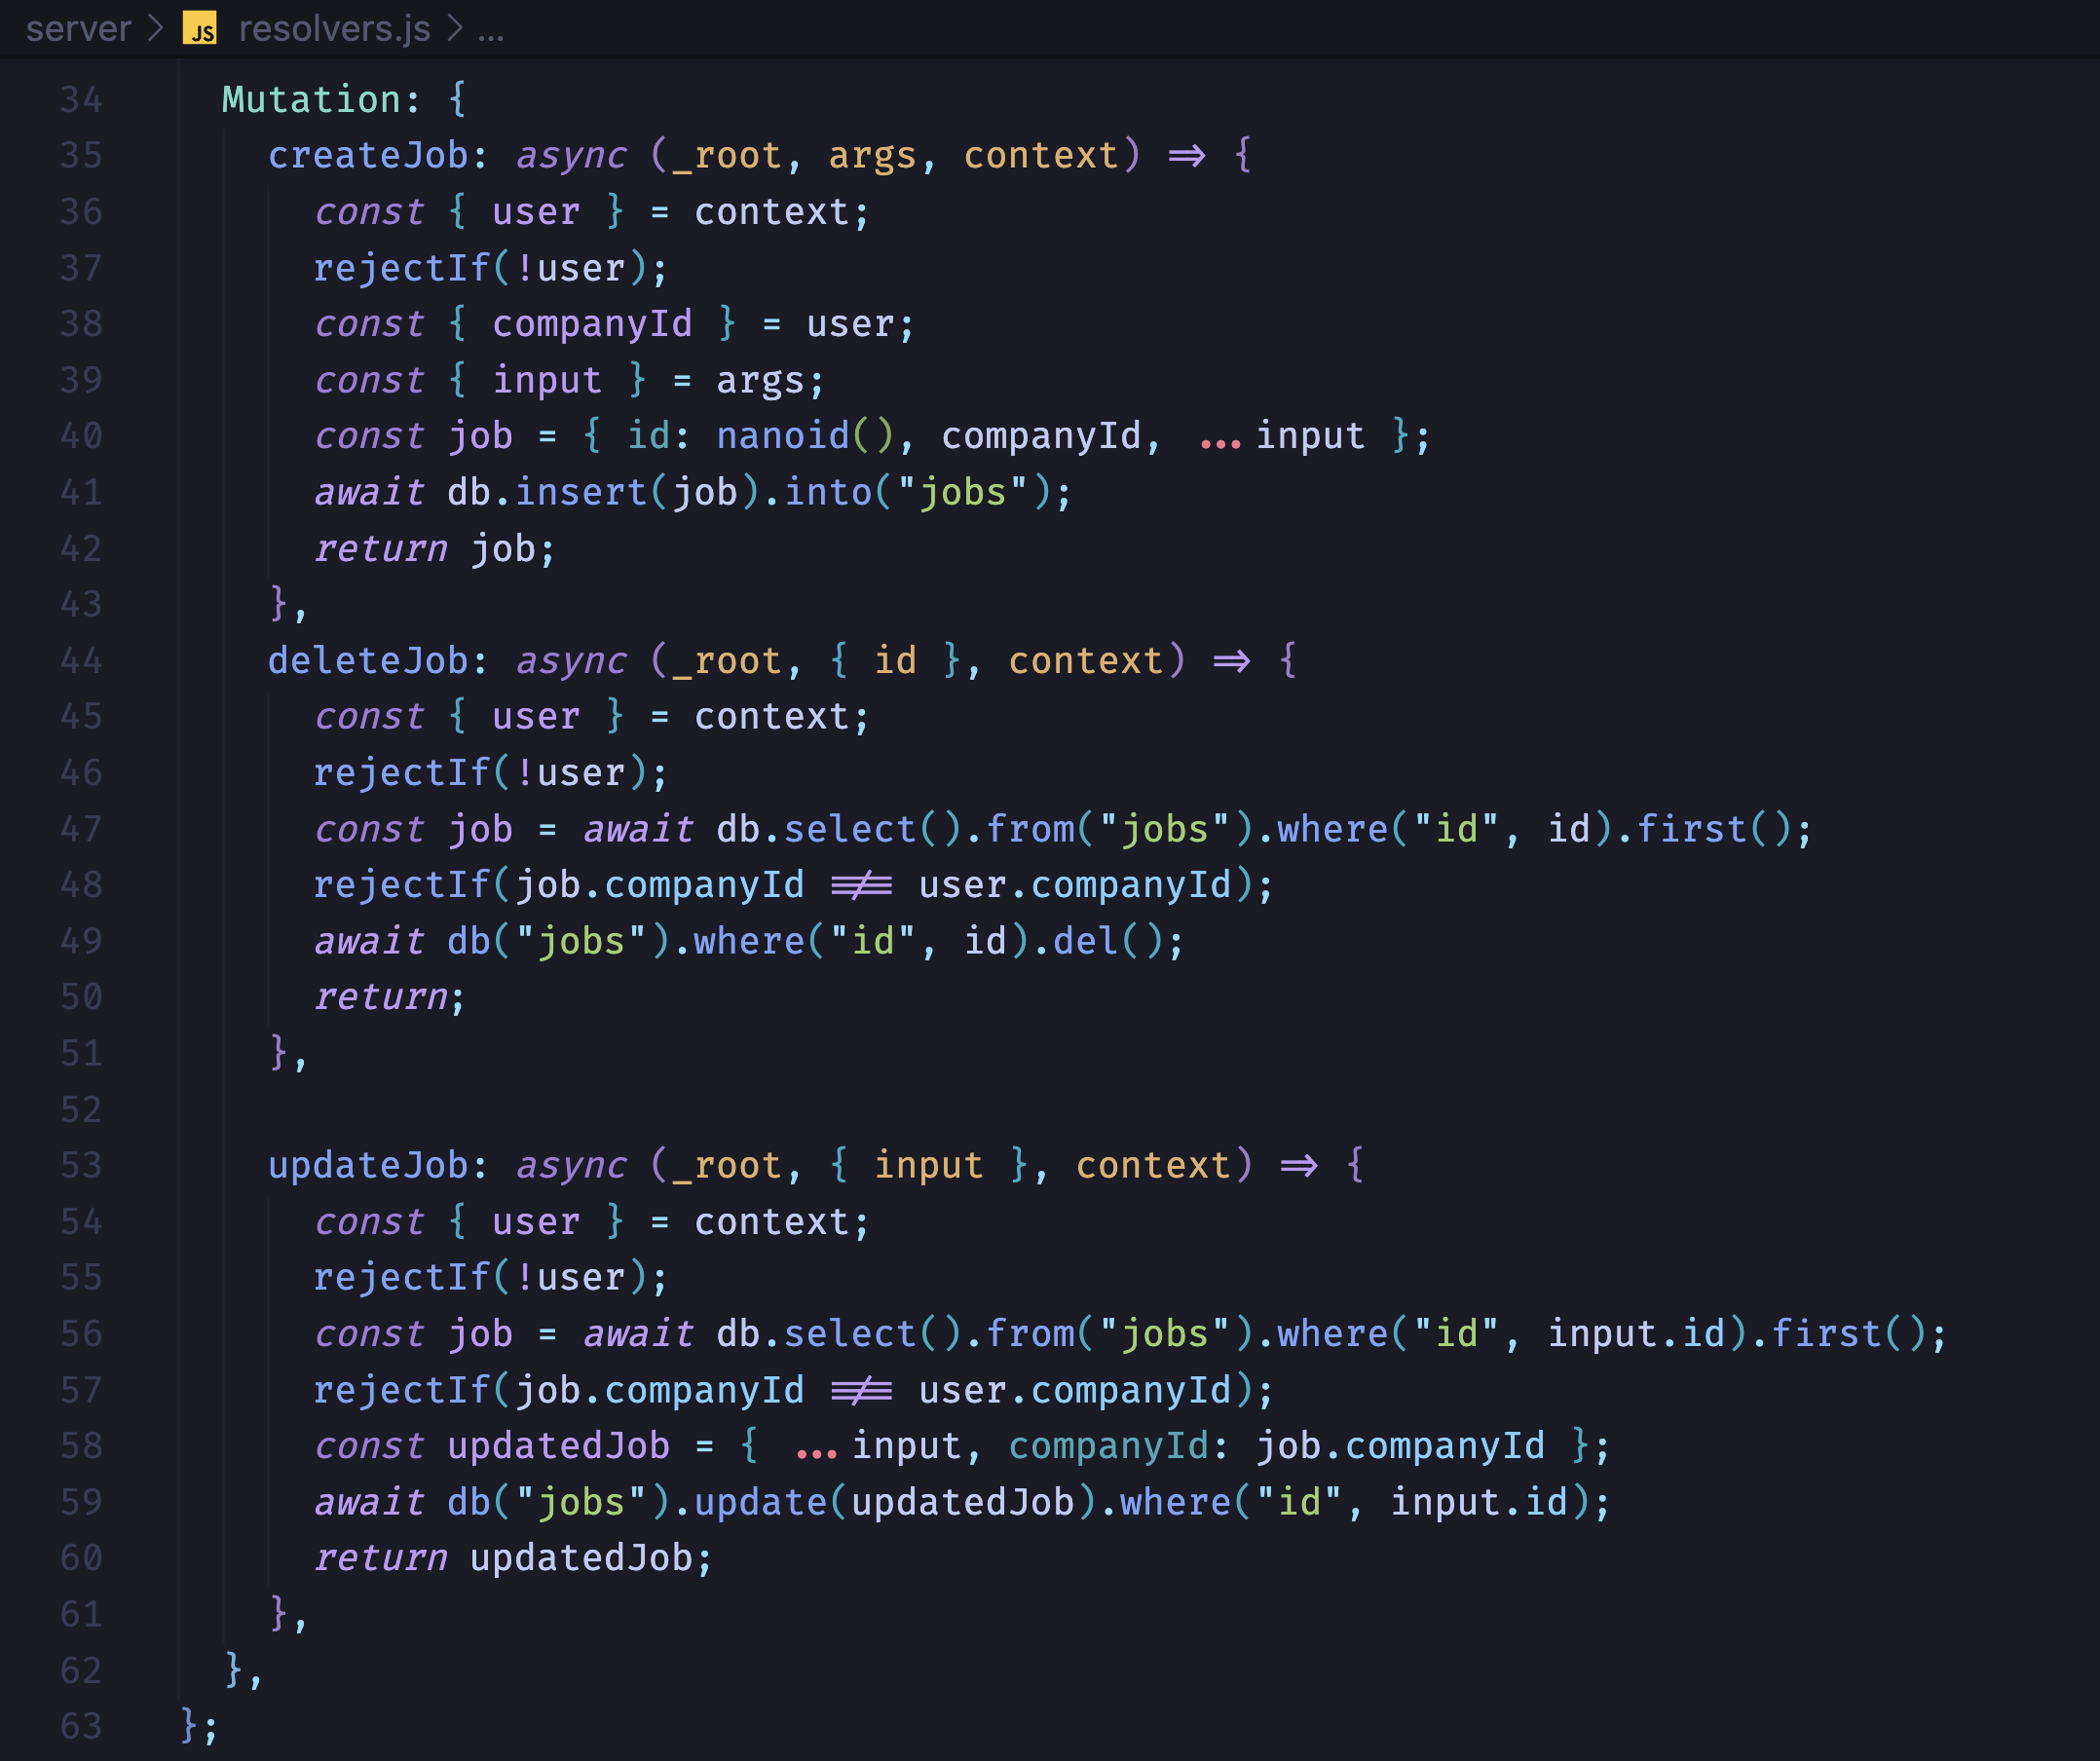 server > JS resolvers.js > ...
34 Mutation: {
35 createJob: async (_root, args, context) => {
36 const { user } = context;
37 rejectIf(!user);
38 const { companyId } = user;
39 const { input } = args;
40 const job = { id: nanoid(), companyId, ...input };
41 await db.insert(job).into("jobs");
42 return job;
43 },
44 deleteJob: async (_root, { id }, context) => {
45 const { user } = context;
46 rejectIf(!user);
47 const job = await db.select().from("jobs").where("id", id).first();
48 rejectIf(job.companyId !== user.companyId);
49 await db("jobs").where("id", id).del();
50 return;
51 },
52
53 updateJob: async (_root, { input }, context) => {
54 const { user } = context;
55 rejectIf(!user);
56 const job = await db.select().from("jobs").where("id", input.id).first();
57 rejectIf(job.companyId !== user.companyId);
58 const updatedJob = { ...input, companyId: job.companyId };
59 await db("jobs").update(updatedJob).where("id", input.id);
60 return updatedJob;
61 },
62 },
63 };